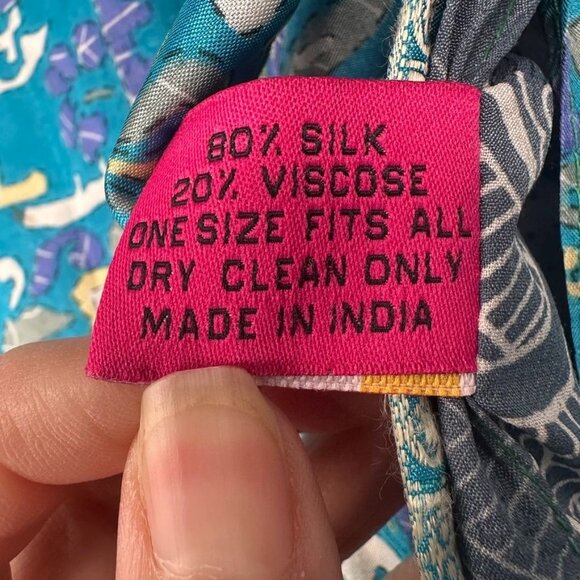 80% SILK
20% VISCOSE
ONE SIZE FITS ALL
DRY CLEAN ONLY
MADE IN INDIA